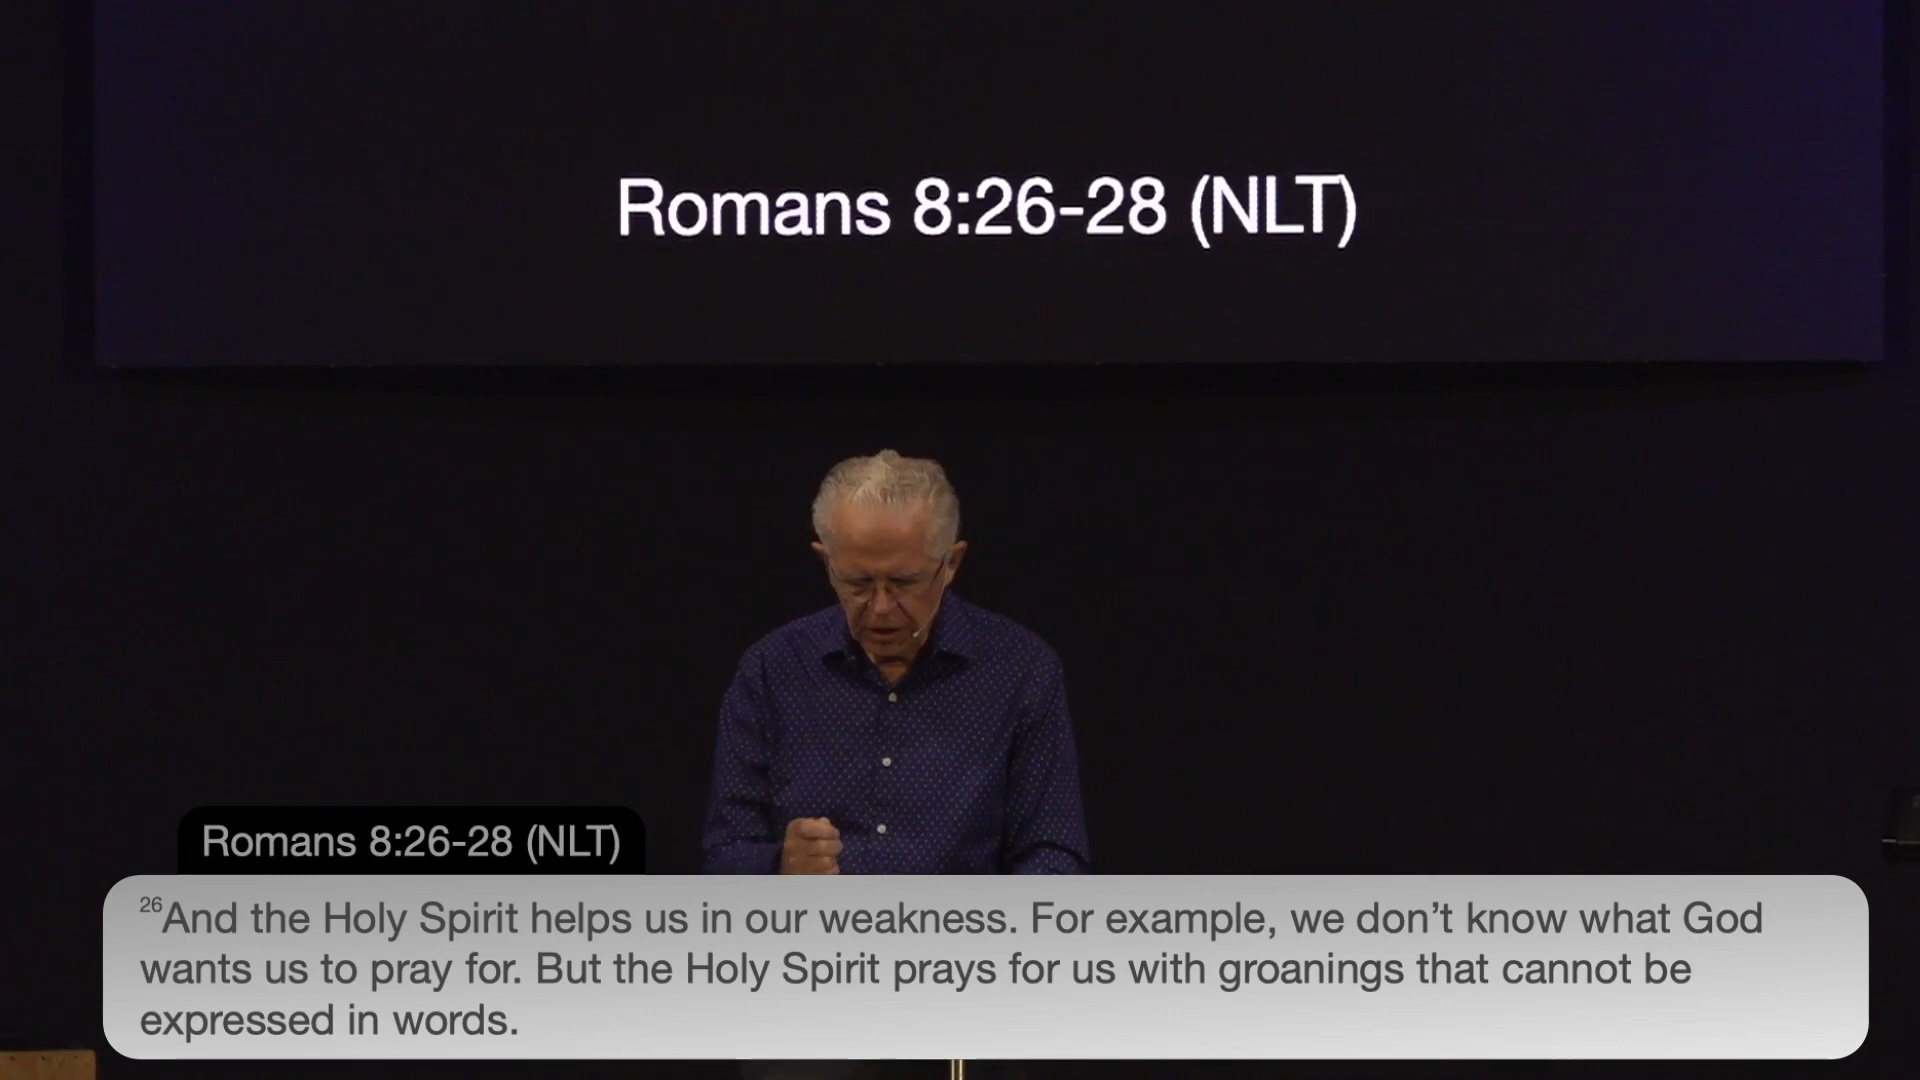 Romans 8:26-28 (NLT)
Romans 8:26-28 (NLT)
26And the Holy Spirit helps us in our weakness. For example, we don’t know what God
wants us to pray for. But the Holy Spirit prays for us with groanings that cannot be
expressed in words.